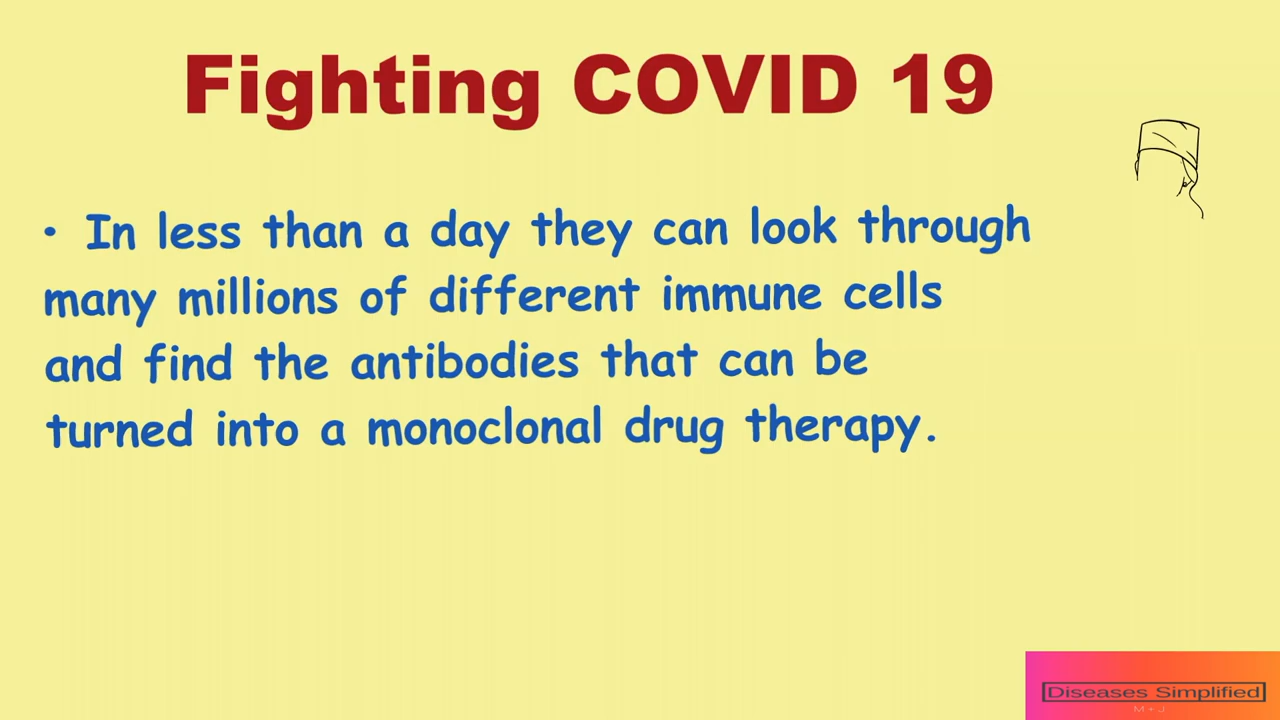 Fighting COVID 19
• In less than a day they can look through
many millions of different immune cells
and find the antibodies that can be
turned into a monoclonal drug therapy.
Diseases Simplified
M + J